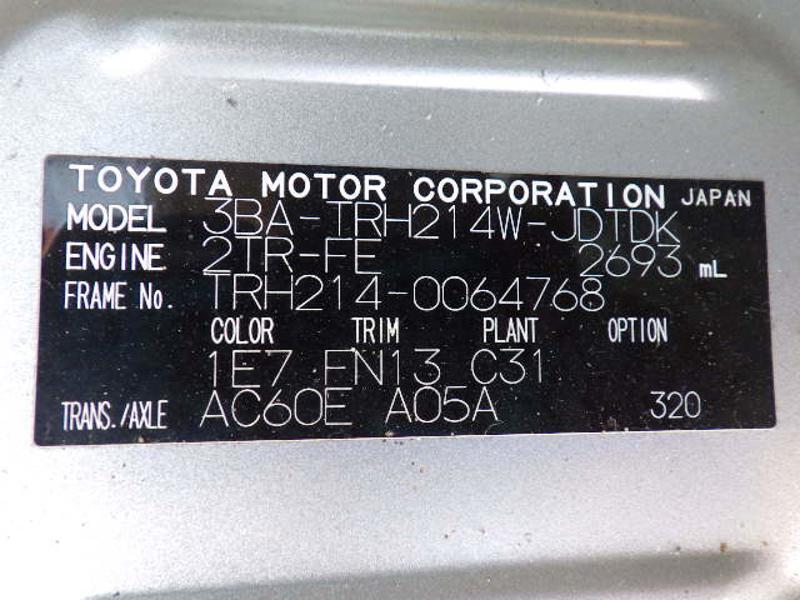 TOYOTA MOTOR CORPORATION JAPAN
MODEL 3BA-TRH214W-JDTDK
ENGINE 2TR-FE 2693 mL
FRAME No. TRH214-0064768
COLOR TRIM PLANT OPTION
1E7 FN13 C31
TRANS./AXLE AC60E A05A 320